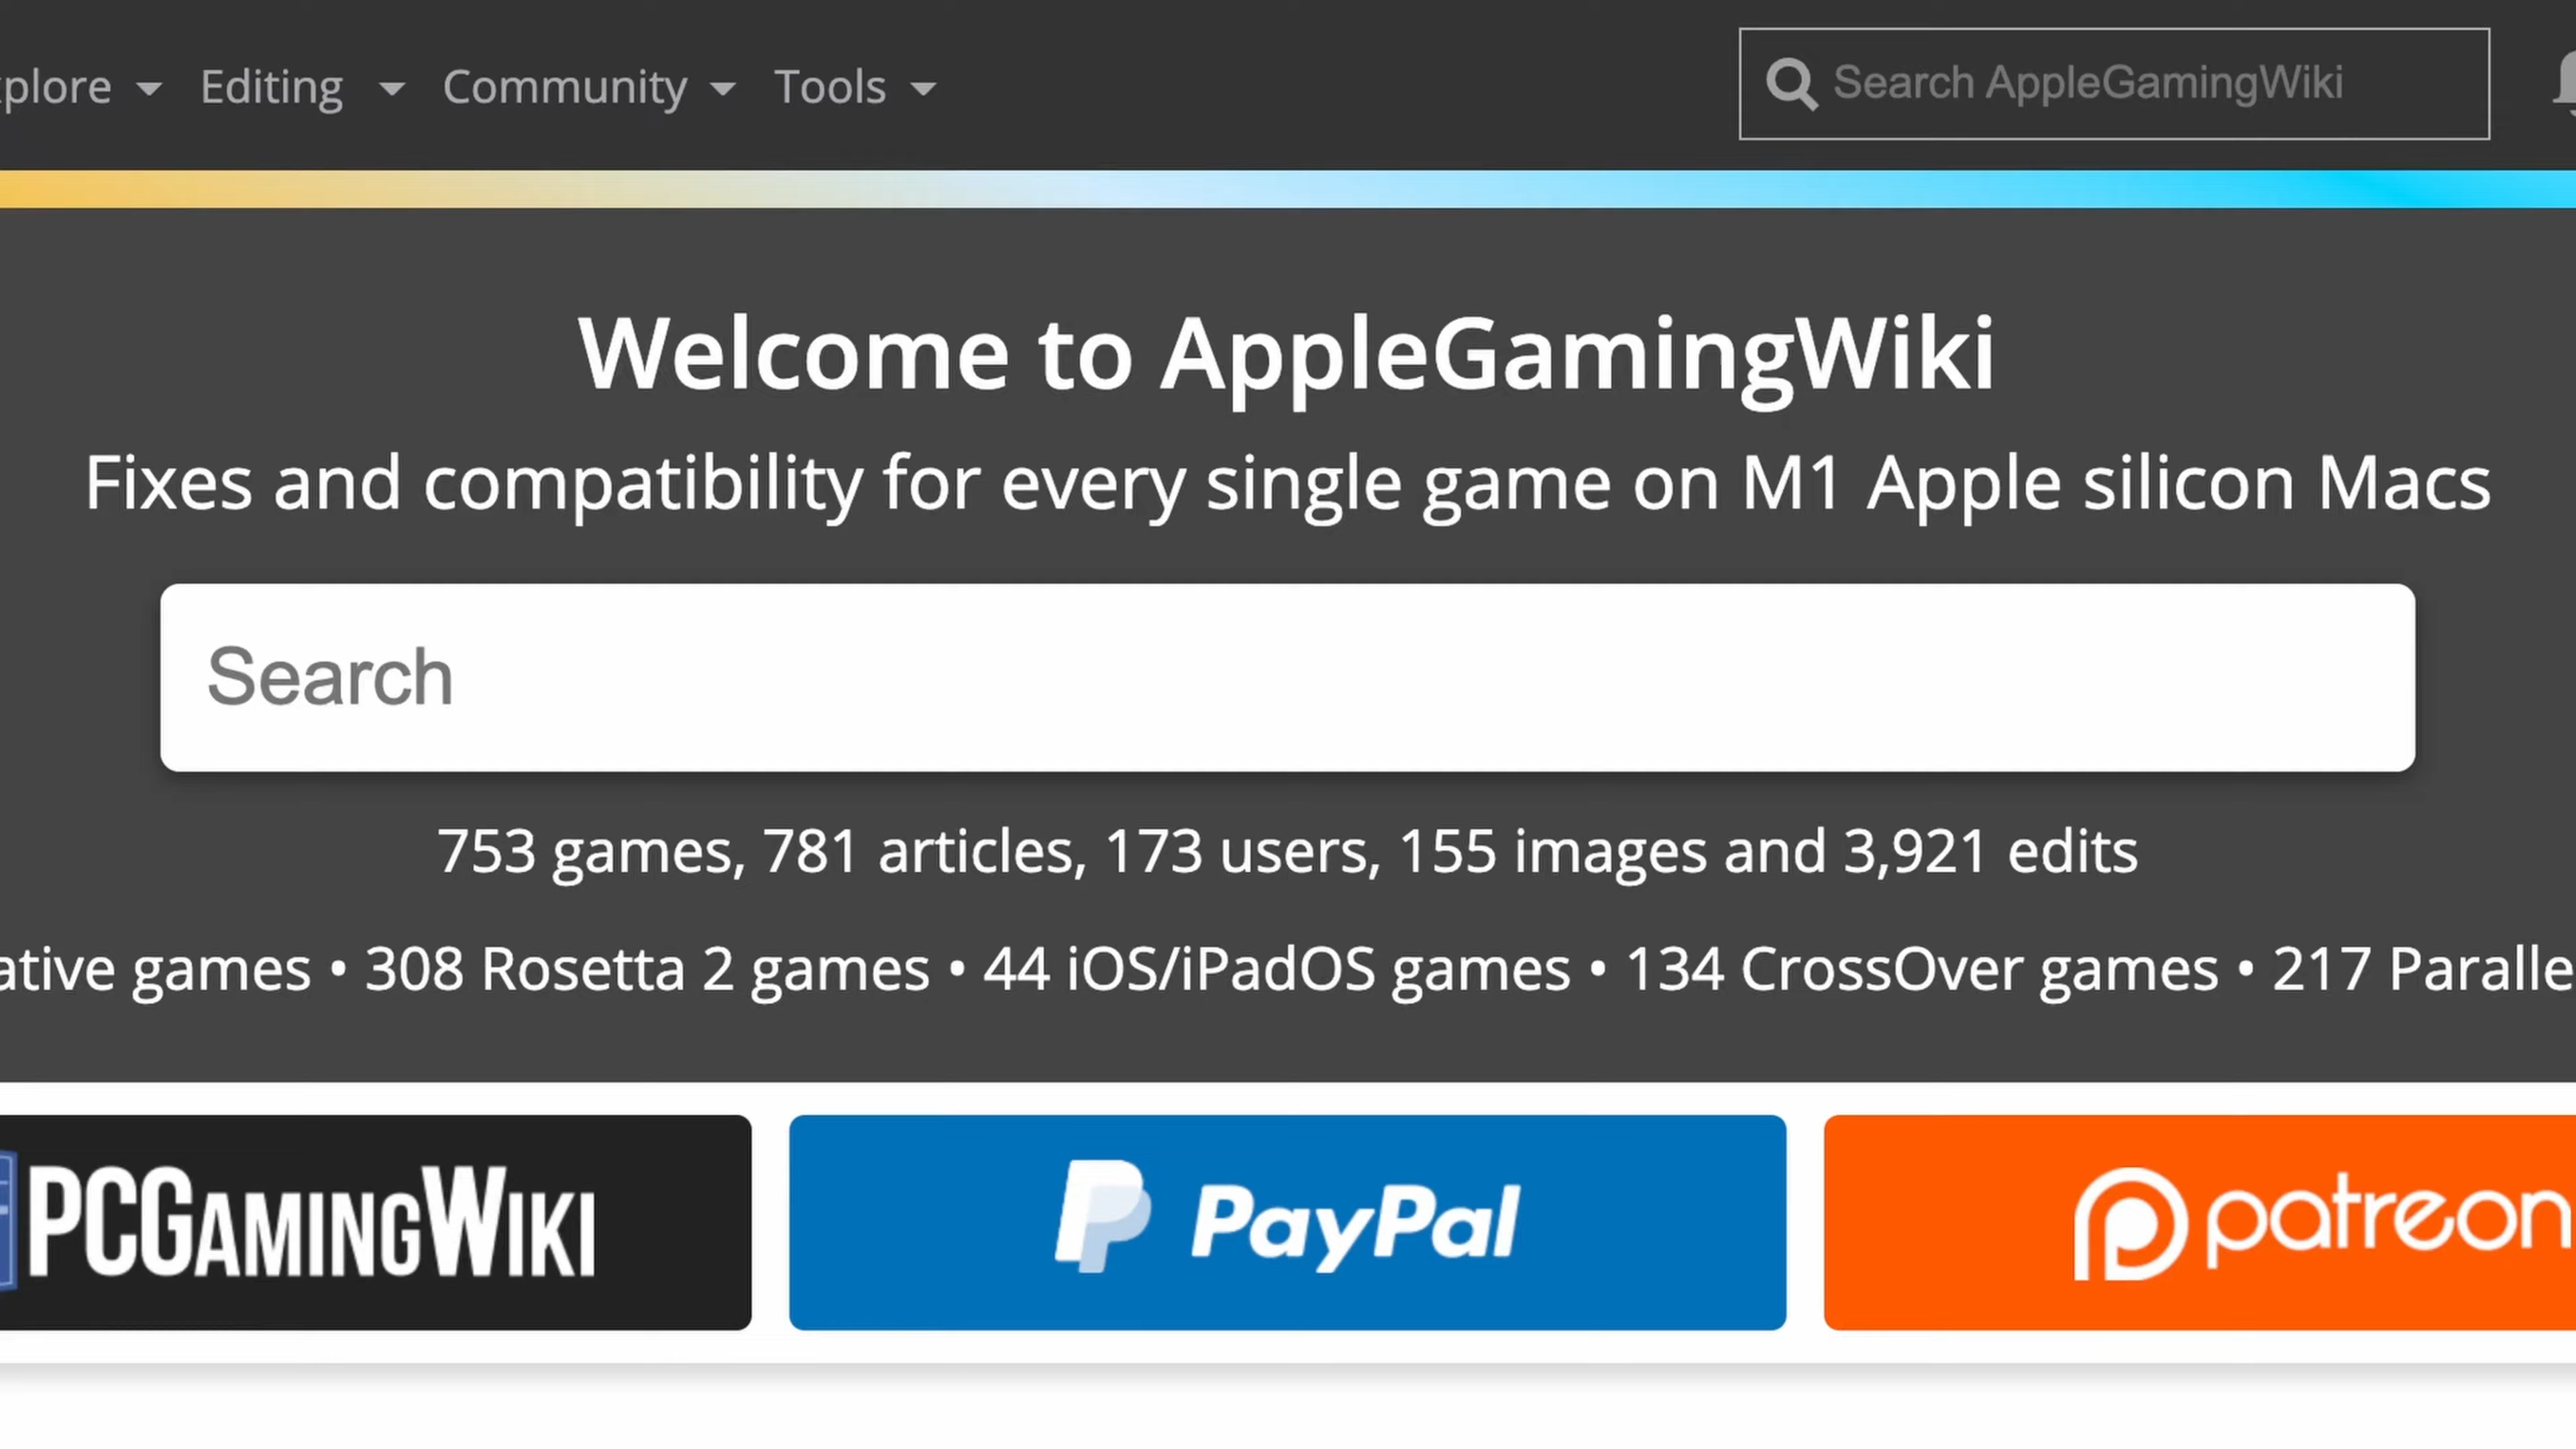 plore Editing Community Tools Search AppleGamingWiki
Welcome to AppleGamingWiki
Fixes and compatibility for every single game on M1 Apple silicon Macs
Search
753 games, 781 articles, 173 users, 155 images and 3,921 edits
ative games • 308 Rosetta 2 games • 44 iOS/iPadOS games • 134 CrossOver games • 217 Paralle
PCGAMINGWIKI PayPal patreon